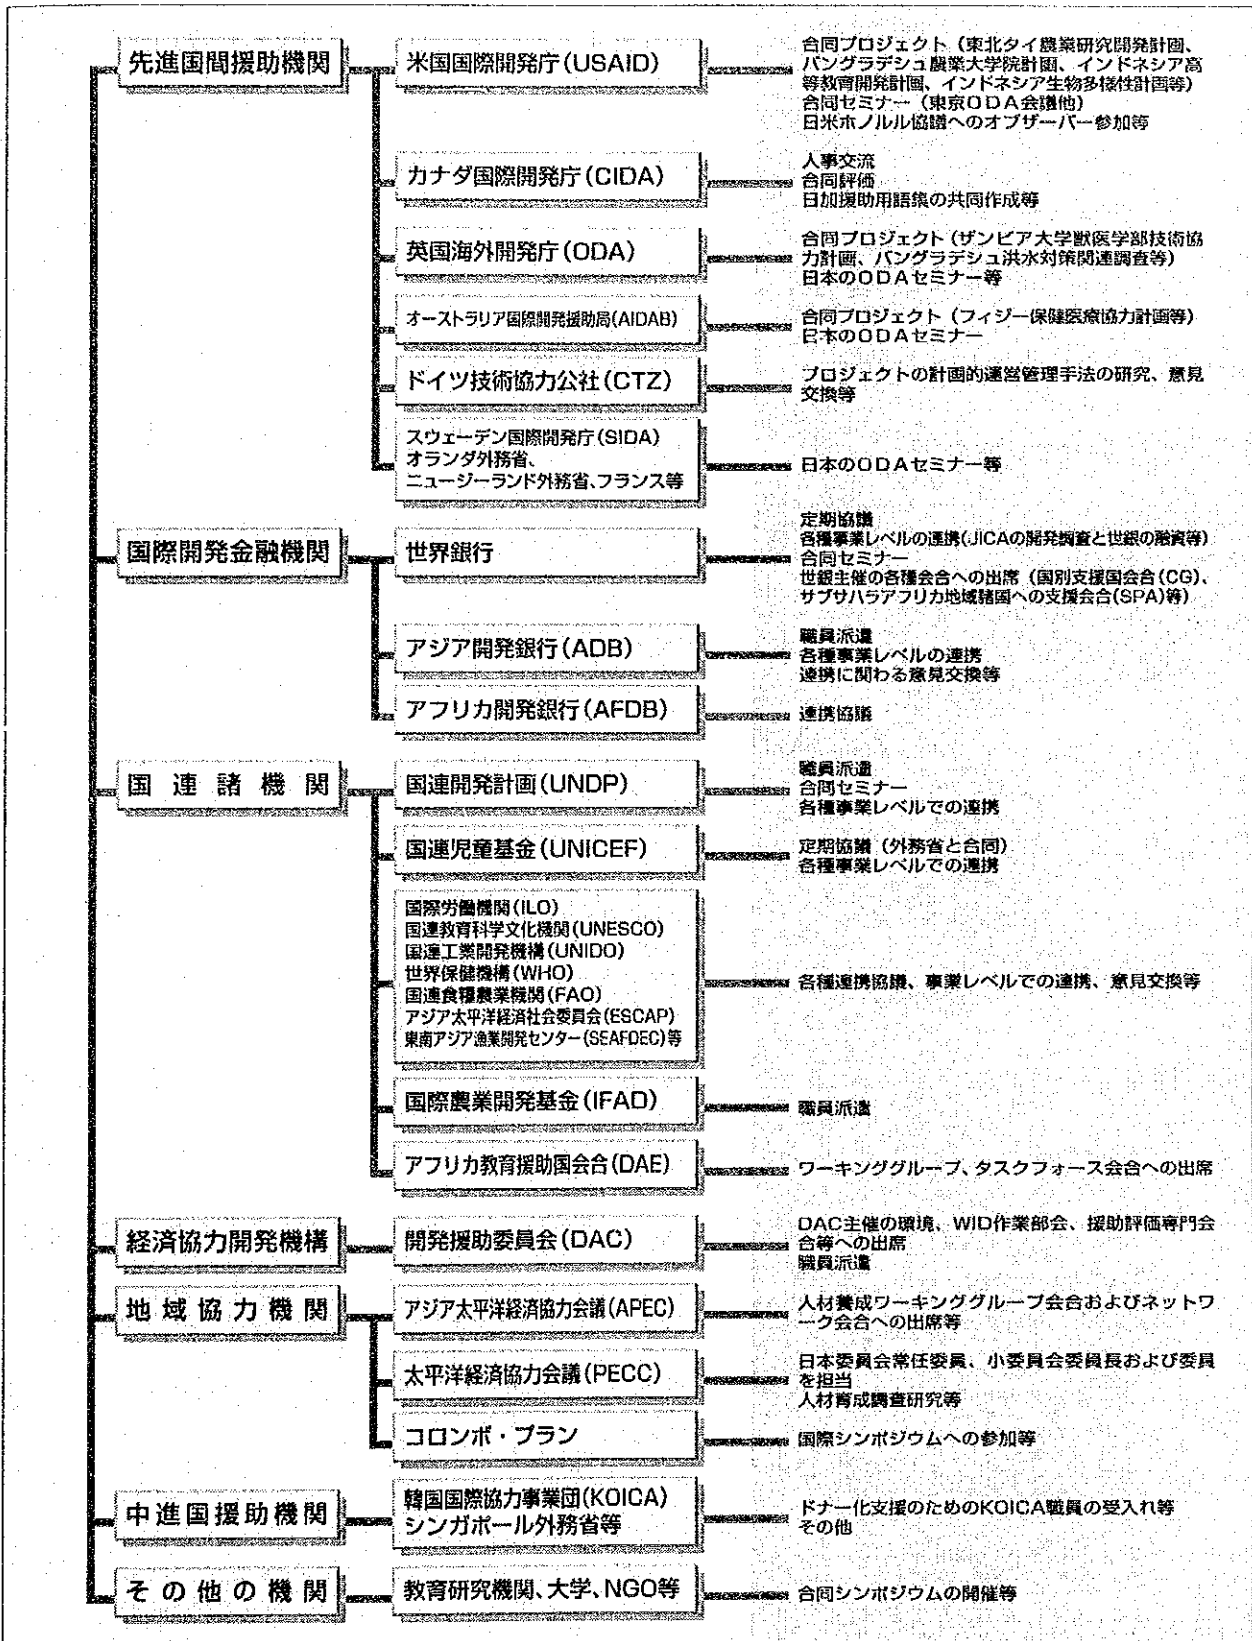 先進国間援助機関
米国国際開発庁(USAID)
合同プロジェクト(東北タイ農業研究開発計画、
バングラデシュ農業大学院計画、インドネシア高
等教育開発計画、インドネシア生物多様性計画等)
合同セミナー(東京ODA会議他)
日米ホノルル協議へのオブザーバー参加等
カナダ国際開発庁(CIDA)
人事交流
合同評価
日加援助用語集の共同作成等
英国海外開発庁(ODA)
合同プロジェクト(ザンビア大学獣医学部技術協
力計画、バングラデシュ洪水対策関連調査等)
日本のODAセミナー等
オーストラリア国際開発援助局(AIDAB)
合同プロジェクト(フィジー保健医療協力計画等)
日本のODAセミナー
ドイツ技術協力公社(CTZ)
プロジェクトの計画的運営管理手法の研究、意見
交換等
スウェーデン国際開発庁(SIDA)
オランダ外務省、
ニュージーランド外務省、フランス等
日本のODAセミナー等
国際開発金融機関
世界銀行
定期協議
各種事業レベルの連携(JICAの開発調査と世銀の融資等)
合同セミナー
世銀主催の各種会合への出席(国別支援国会合(CG)、
サブサハラアフリカ地域諸国への支援会合(SPA)等)
アジア開発銀行(ADB)
職員派遣
各種事業レベルの連携
連携に関わる意見交換等
アフリカ開発銀行(AFDB)
連携協議
国連諸機関
国連開発計画(UNDP)
職員派遣
合同セミナー
各種事業レベルでの連携
国連児童基金(UNICEF)
定期協議(外務省と合同)
各種事業レベルでの連携
国際労働機関(ILO)
国連教育科学文化機関(UNESCO)
国連工業開発機構(UNIDO)
世界保健機構(WHO)
国連食糧農業機関(FAO)
アジア太平洋経済社会委員会(ESCAP)
東南アジア漁業開発センター(SEAFDEC)等
各種連携協議、事業レベルでの連携、意見交換等
国際農業開発基金(IFAD)
職員派遣
アフリカ教育援助国会合(DAE)
ワーキンググループ、タスクフォース会合への出席
経済協力開発機構
開発援助委員会(DAC)
DAC主催の環境、WID作業部会、援助評価専門会
合等への出席
職員派遣
地域協力機関
アジア太平洋経済協力会議(APEC)
人材養成ワーキンググループ会合およびネットワ
ーク会合への出席等
太平洋経済協力会議(PECC)
日本委員会常任委員、小委員会委員長および委員
を担当
人材育成調査研究等
コロンボ・プラン
国際シンポジウムへの参加等
中進国援助機関
韓国国際協力事業団(KOICA)
シンガポール外務省等
ドナー化支援のためのKOICA職員の受入れ等
その他
その他の機関
教育研究機関、大学、NGO等
合同シンポジウムの開催等